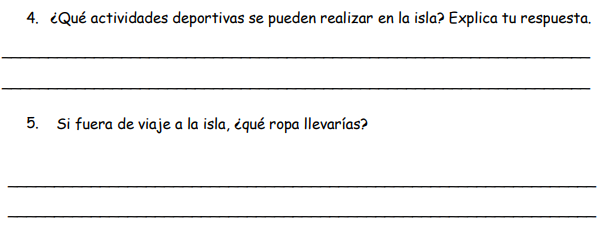 4. ¿Qué actividades deportivas se pueden realizar en la isla? Explica tu respuesta.
5. Si fuera de viaje a la isla, ¿qué ropa llevarías?